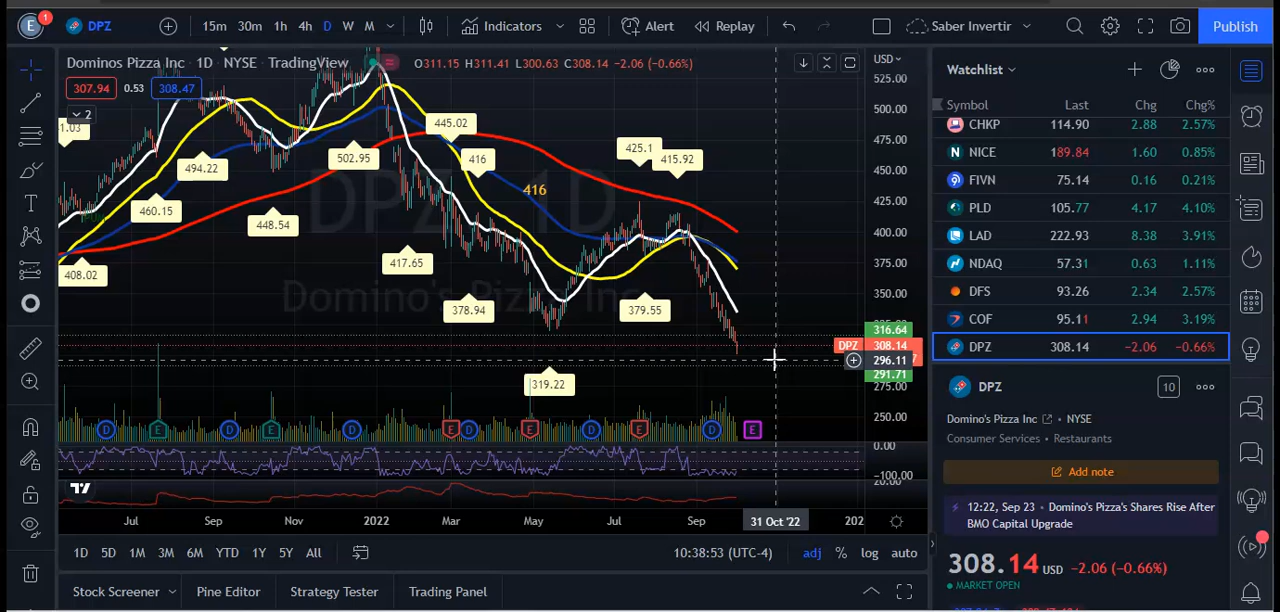 E 1 DPZ 15m 30m 1h 4h D W M Indicators Alert Replay Saber Invertir Publish
Dominos Pizza Inc · 1D · NYSE · TradingView O311.15 H311.41 L300.63 C308.14 −2.06 (−0.66%)
USD
307.94 0.53 308.47
2
525.00
500.00
475.00
450.00
425.00
400.00
375.00
350.00
316.64
DPZ 308.14
296.11
291.71
275.00
250.00
0.00
−100.00
20.00
DPZ, 1D
Domino's Pizza Inc
408.02
460.15
494.22
448.54
502.95
417.65
445.02
416
416
378.94
319.22
425.1
415.92
379.55
D E D E D E D E D E D E
Jul Sep Nov 2022 Mar May Jul Sep 31 Oct '22 202
1D 5D 1M 3M 6M YTD 1Y 5Y All 10:38:53 (UTC-4) adj % log auto
Stock Screener Pine Editor Strategy Tester Trading Panel
Watchlist
Symbol Last Chg Chg%
CHKP 114.90 2.88 2.57%
NICE 189.84 1.60 0.85%
FIVN 75.14 0.16 0.21%
PLD 105.77 4.17 4.10%
LAD 222.93 8.38 3.91%
NDAQ 57.31 0.63 1.11%
DFS 93.26 2.34 2.57%
COF 95.11 2.94 3.19%
DPZ 308.14 −2.06 −0.66%
DPZ 10
Domino's Pizza Inc · NYSE
Consumer Services · Restaurants
Add note
12:22, Sep 23 · Domino's Pizza's Shares Rise After
BMO Capital Upgrade
308.14 USD −2.06 (−0.66%)
MARKET OPEN